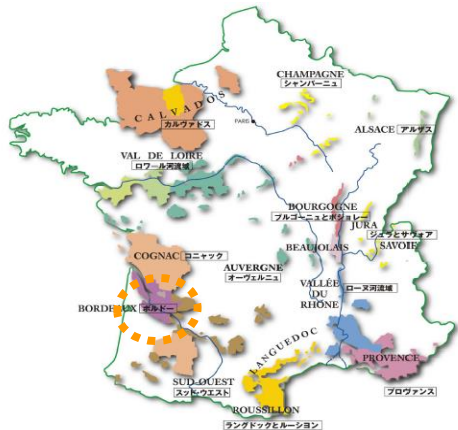 CHAMPAGNE
シャンパーニュ
CALVADOS
カルヴァドス
PARIS
ALSACE アルザス
VAL DE LOIRE
ロワール河流域
BOURGOGNE
ブルゴーニュとボジョレー
JURA
ジュラとサヴォア
SAVOIE
BEAUJOLAIS
COGNAC コニャック
AUVERGNE
オーヴェルニュ
VALLÉE
DU
RHÔNE
ローヌ河流域
BORDEAUX ボルドー
LANGUEDOC
PROVENCE
プロヴァンス
SUD-OUEST
スッド・ウエスト
ROUSSILLON
ラングドックとルーション